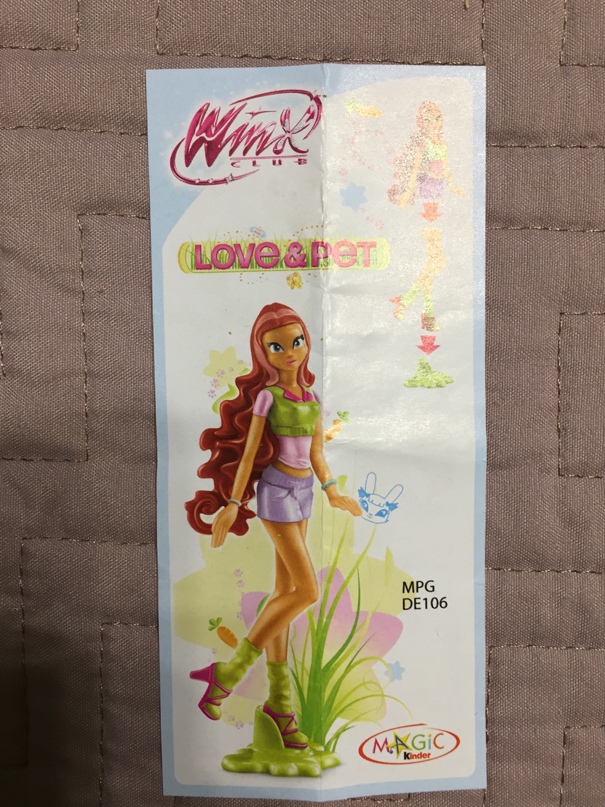 Winx
CLUB
LOVE & PET
MPG
DE106
MAGiC
Kinder